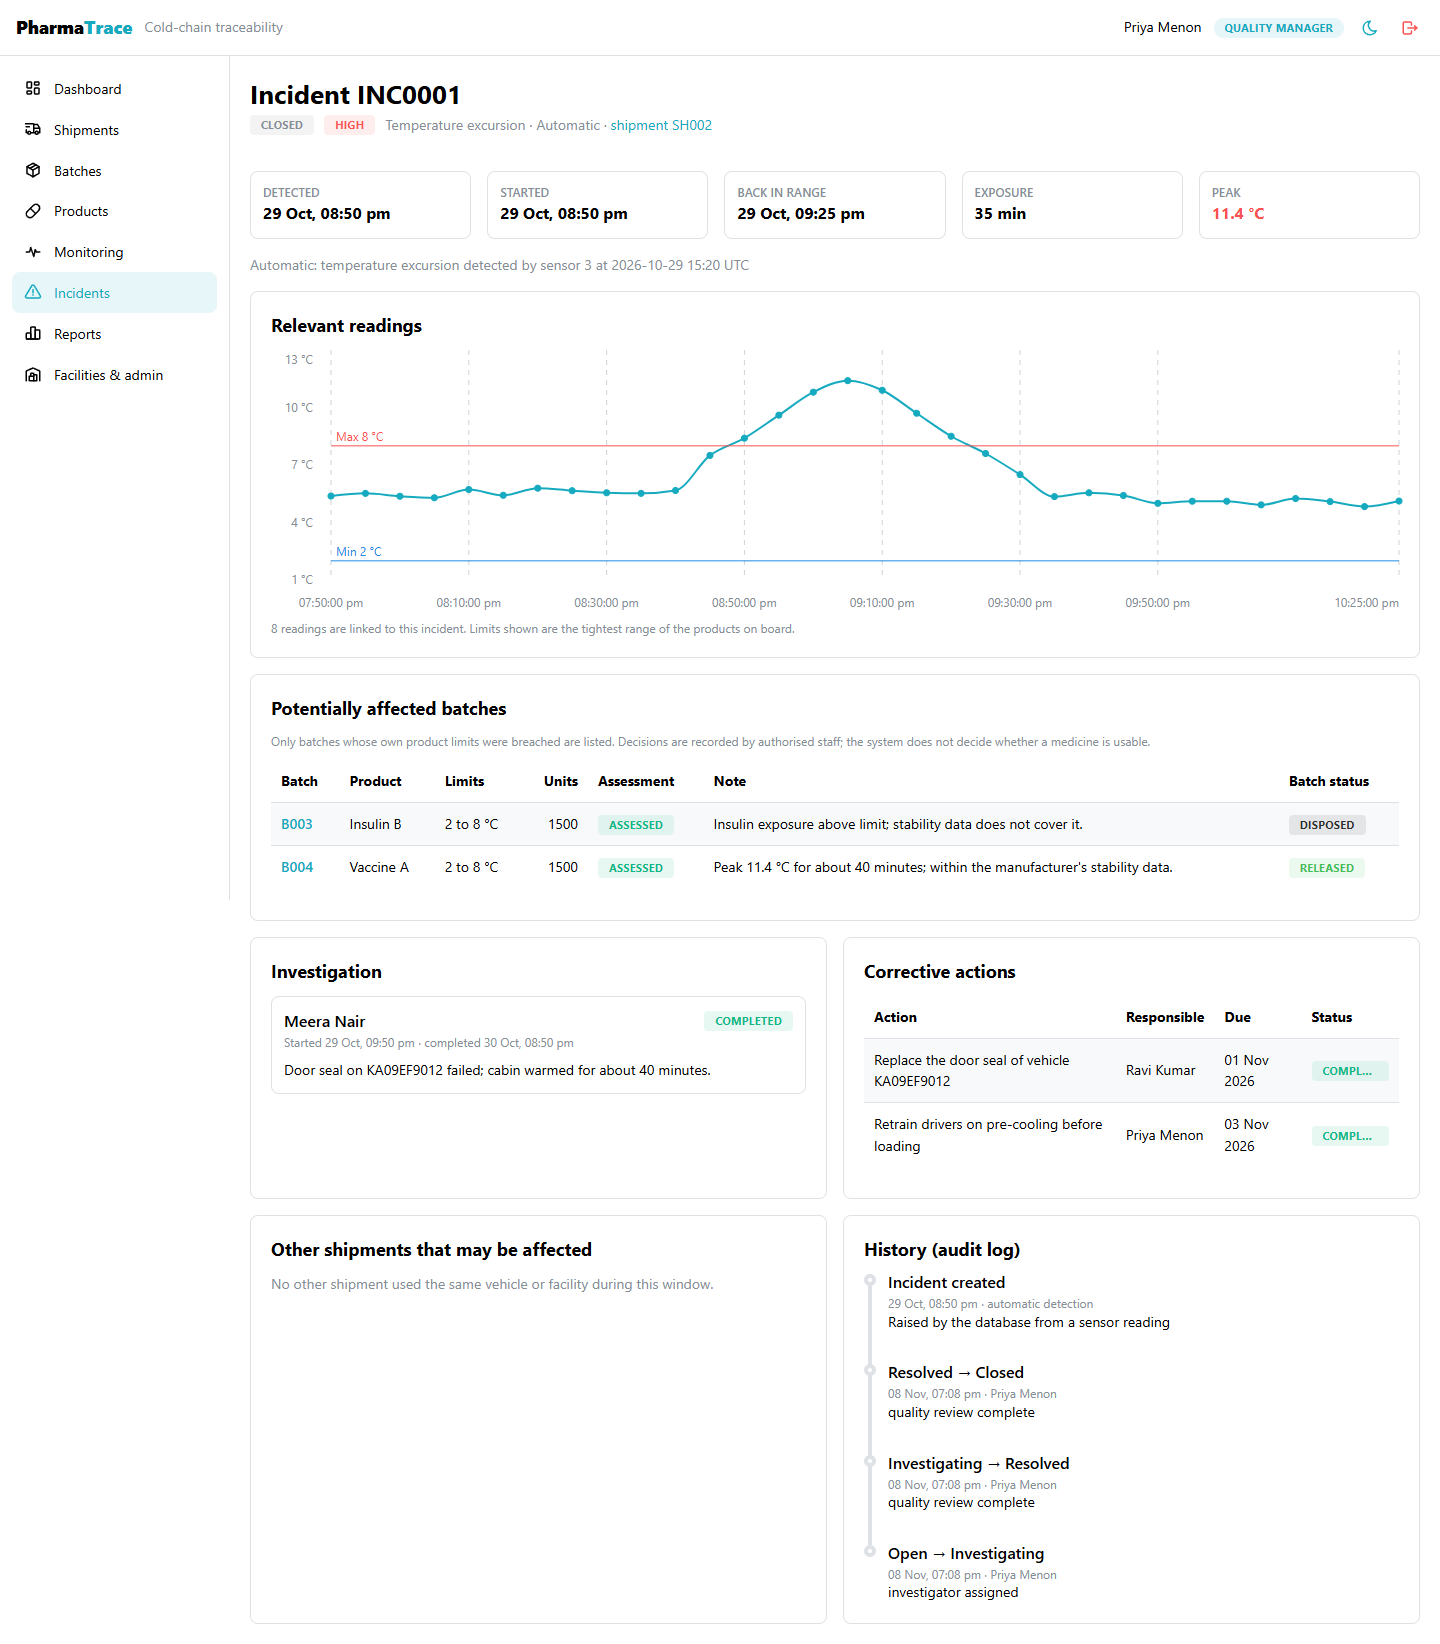 PharmaTrace Cold-chain traceability
Priya Menon QUALITY MANAGER
Dashboard
Shipments
Batches
Products
Monitoring
Incidents
Reports
Facilities & admin
Incident INC0001
CLOSED HIGH Temperature excursion · Automatic · shipment SH002
DETECTED
29 Oct, 08:50 pm
STARTED
29 Oct, 08:50 pm
BACK IN RANGE
29 Oct, 09:25 pm
EXPOSURE
35 min
PEAK
11.4 °C
Automatic: temperature excursion detected by sensor 3 at 2026-10-29 15:20 UTC
Relevant readings
13 °C
10 °C
Max 8 °C
7 °C
4 °C
Min 2 °C
1 °C
07:50:00 pm 08:10:00 pm 08:30:00 pm 08:50:00 pm 09:10:00 pm 09:30:00 pm 09:50:00 pm 10:25:00 pm
8 readings are linked to this incident. Limits shown are the tightest range of the products on board.
Potentially affected batches
Only batches whose own product limits were breached are listed. Decisions are recorded by authorised staff; the system does not decide whether a medicine is usable.
Batch Product Limits Units Assessment Note Batch status
B003 Insulin B 2 to 8 °C 1500 ASSESSED Insulin exposure above limit; stability data does not cover it. DISPOSED
B004 Vaccine A 2 to 8 °C 1500 ASSESSED Peak 11.4 °C for about 40 minutes; within the manufacturer's stability data. RELEASED
Investigation
Meera Nair COMPLETED
Started 29 Oct, 09:50 pm · completed 30 Oct, 08:50 pm
Door seal on KA09EF9012 failed; cabin warmed for about 40 minutes.
Corrective actions
Action Responsible Due Status
Replace the door seal of vehicle KA09EF9012 Ravi Kumar 01 Nov 2026 COMPL...
Retrain drivers on pre-cooling before loading Priya Menon 03 Nov 2026 COMPL...
Other shipments that may be affected
No other shipment used the same vehicle or facility during this window.
History (audit log)
Incident created
29 Oct, 08:50 pm · automatic detection
Raised by the database from a sensor reading
Resolved → Closed
08 Nov, 07:08 pm · Priya Menon
quality review complete
Investigating → Resolved
08 Nov, 07:08 pm · Priya Menon
quality review complete
Open → Investigating
08 Nov, 07:08 pm · Priya Menon
investigator assigned